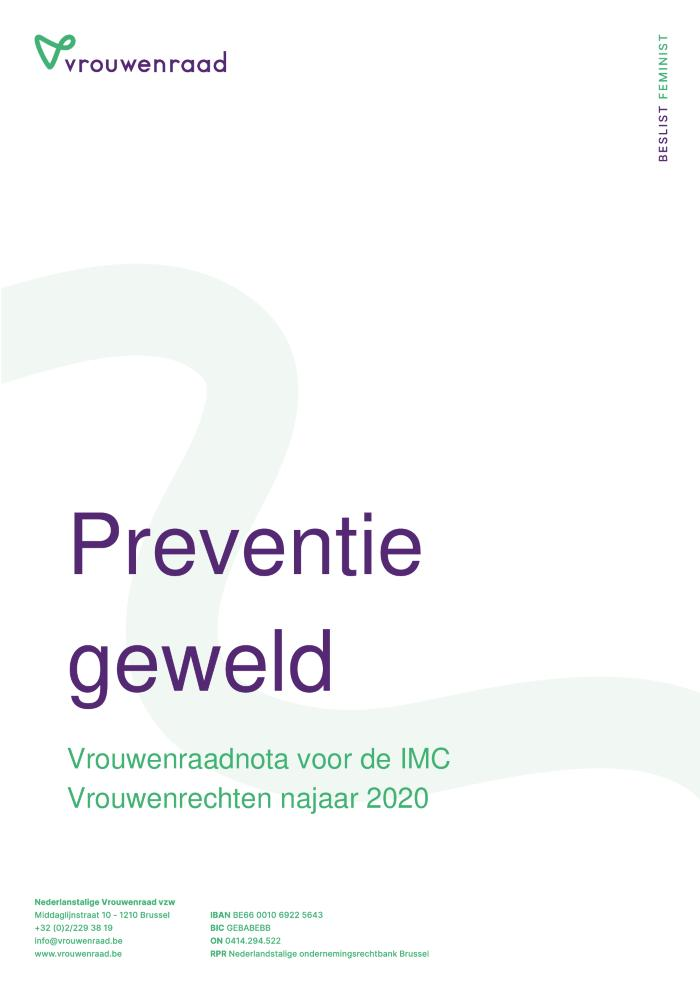 vrouwenraad
BESLIST FEMINIST
Preventie
geweld
Vrouwenraadnota voor de IMC
Vrouwenrechten najaar 2020
Nederlanstalige Vrouwenraad vzw
Middaglijnstraat 10 - 1210 Brussel
+32 (0)2/229 38 19
info@vrouwenraad.be
www.vrouwenraad.be
IBAN BE66 0010 6922 5643
BIC GEBABEBB
ON 0414.294.522
RPR Nederlandstalige ondernemingsrechtbank Brussel